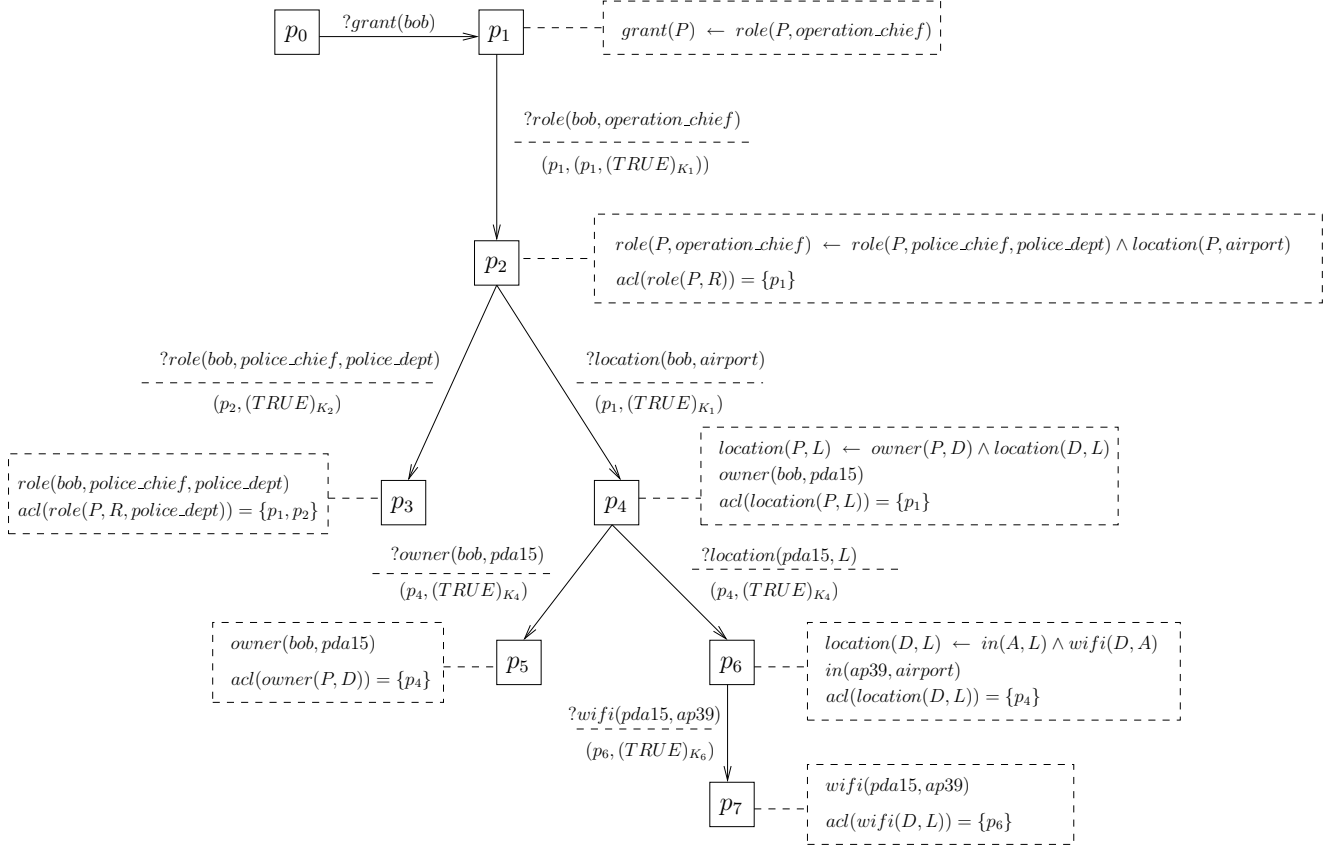 p₀
?grant(bob)
p₁
grant(P) ← role(P, operation_chief)
?role(bob, operation_chief)
(p₁, (p₁, (TRUE)K₁))
p₂
role(P, operation_chief) ← role(P, police_chief, police_dept) ∧ location(P, airport)
acl(role(P, R)) = {p₁}
?role(bob, police_chief, police_dept)
(p₂, (TRUE)K₂)
?location(bob, airport)
(p₁, (TRUE)K₁)
role(bob, police_chief, police_dept)
acl(role(P, R, police_dept)) = {p₁, p₂}
p₃
p₄
location(P, L) ← owner(P, D) ∧ location(D, L)
owner(bob, pda15)
acl(location(P, L)) = {p₁}
?owner(bob, pda15)
(p₄, (TRUE)K₄)
?location(pda15, L)
(p₄, (TRUE)K₄)
owner(bob, pda15)
acl(owner(P, D)) = {p₄}
p₅
p₆
location(D, L) ← in(A, L) ∧ wifi(D, A)
in(ap39, airport)
acl(location(D, L)) = {p₄}
?wifi(pda15, ap39)
(p₆, (TRUE)K₆)
p₇
wifi(pda15, ap39)
acl(wifi(D, L)) = {p₆}